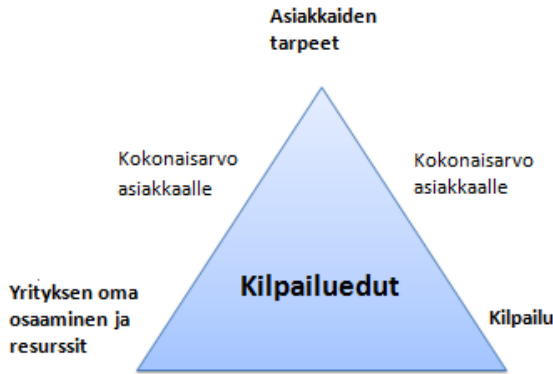 Asiakkaiden
tarpeet
Kokonaisarvo
asiakkaalle
Kokonaisarvo
asiakkaalle
Kilpailuedut
Yrityksen oma
osaaminen ja
resurssit
Kilpailu